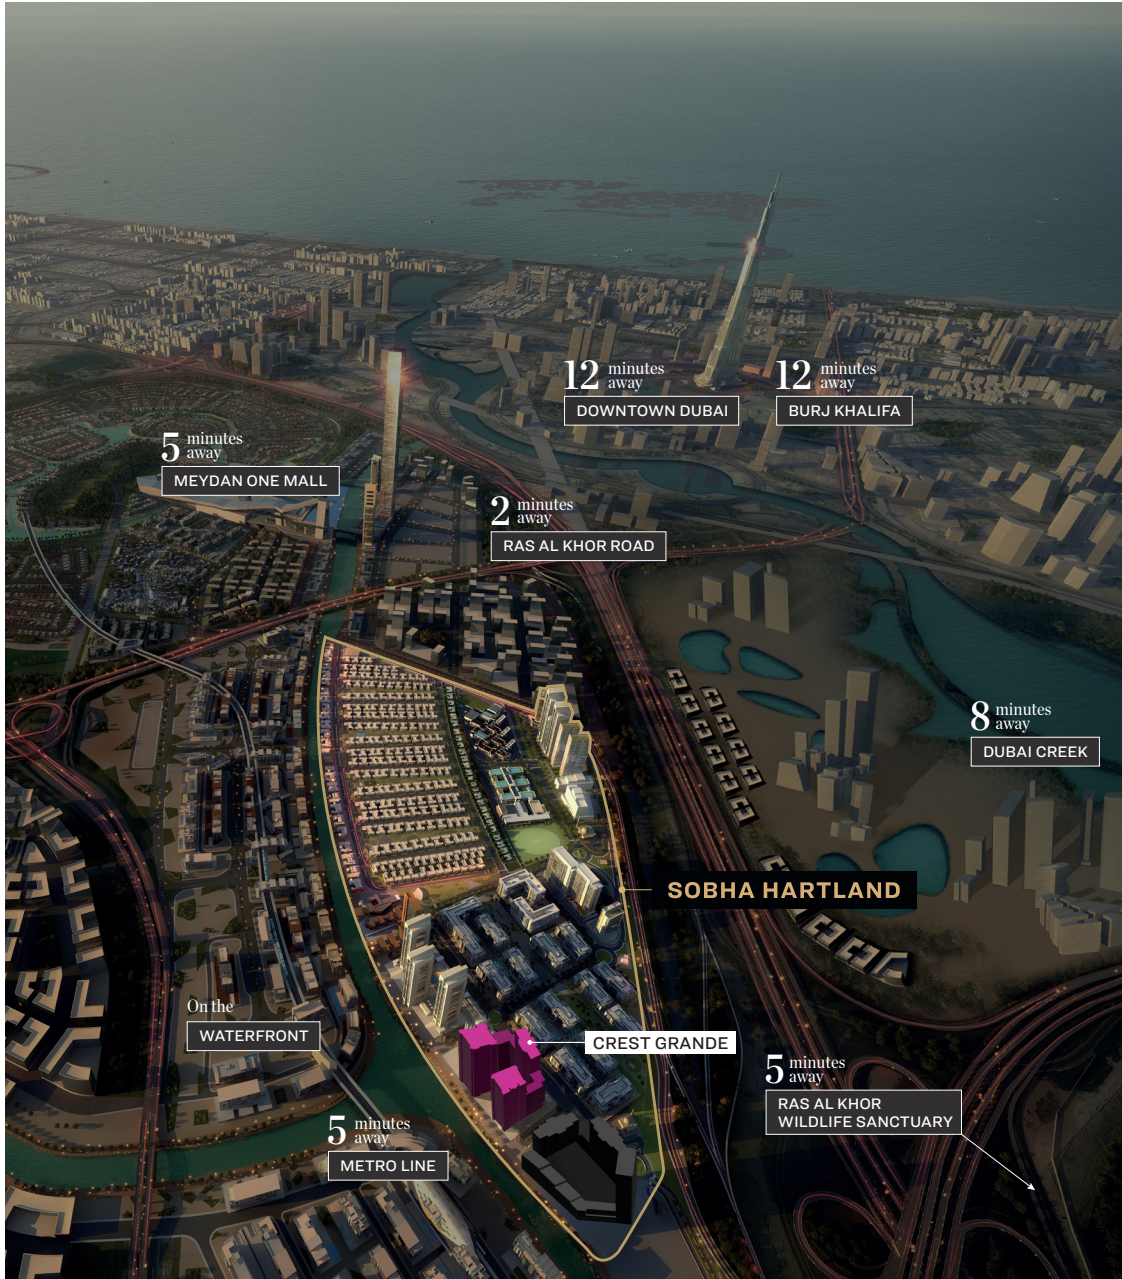 12 minutes
away
DOWNTOWN DUBAI
12 minutes
away
BURJ KHALIFA
5 minutes
away
MEYDAN ONE MALL
2 minutes
away
RAS AL KHOR ROAD
8 minutes
away
DUBAI CREEK
SOBHA HARTLAND
On the
WATERFRONT
CREST GRANDE
5 minutes
away
RAS AL KHOR
WILDLIFE SANCTUARY
5 minutes
away
METRO LINE